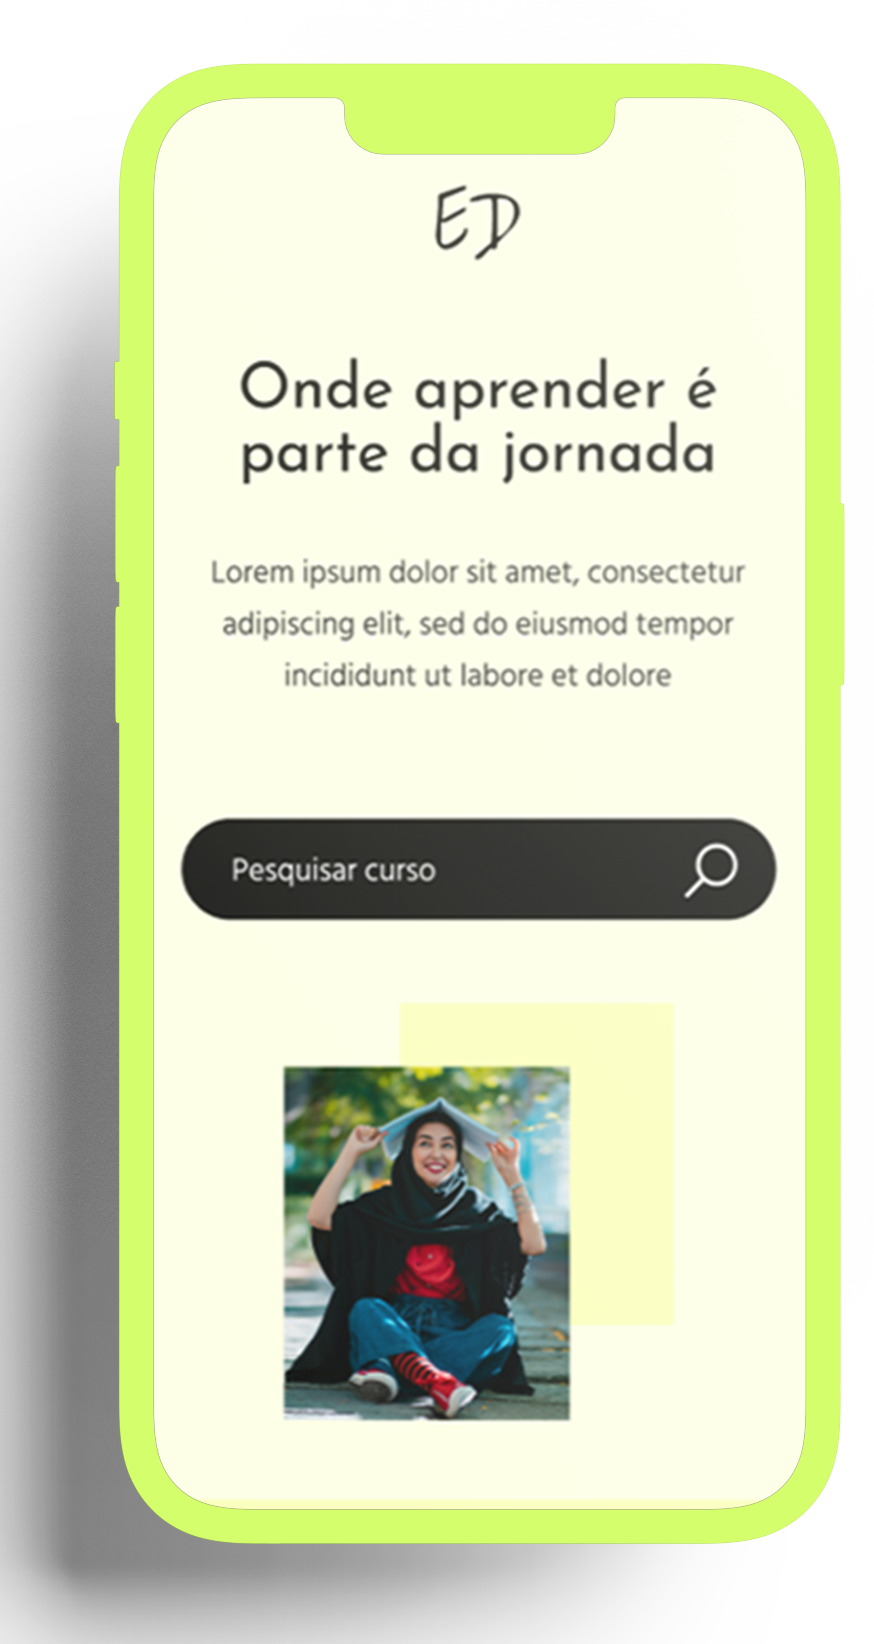 ED
Onde aprender é
parte da jornada
Lorem ipsum dolor sit amet, consectetur
adipiscing elit, sed do eiusmod tempor
incididunt ut labore et dolore
Pesquisar curso